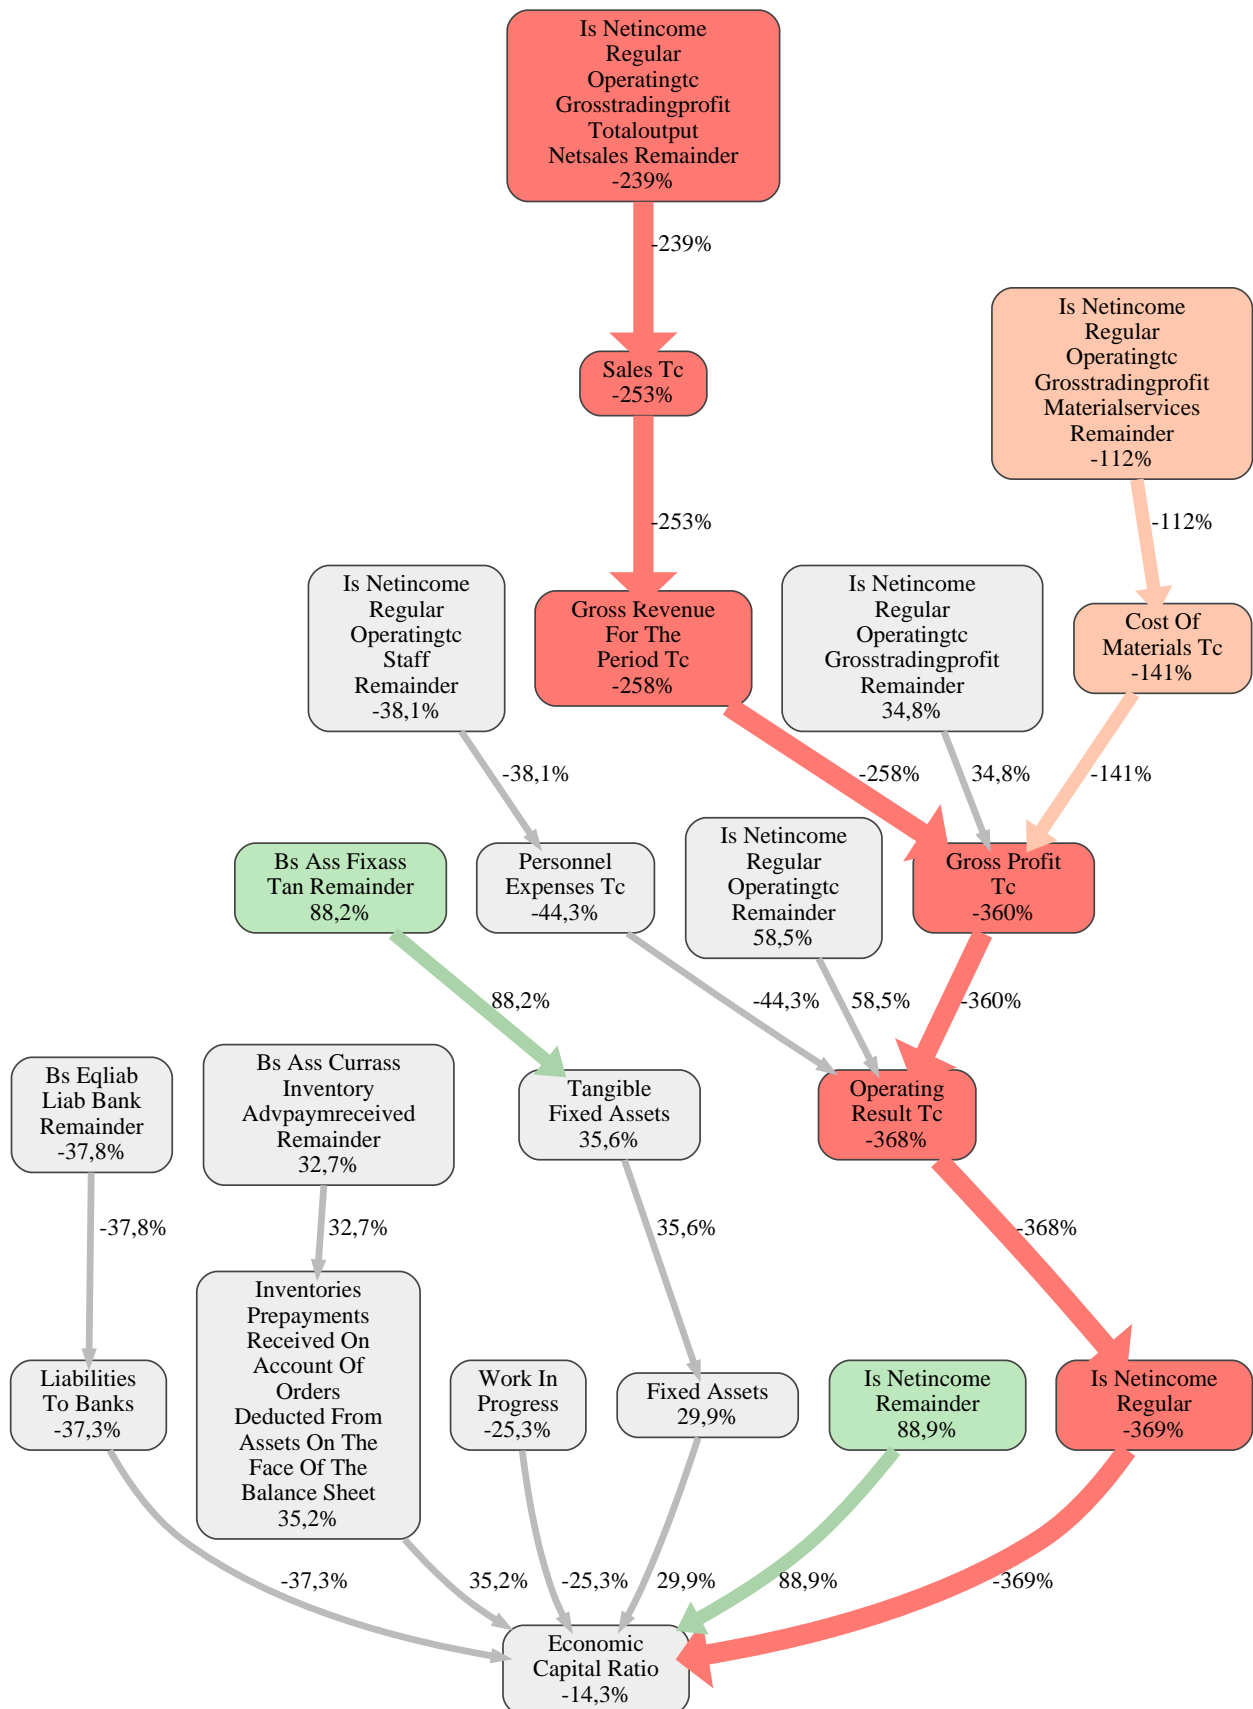 Is Netincome
Regular
Operatingtc
Grosstradingprofit
Totaloutput
Netsales Remainder
-239%
-239%
Is Netincome
Regular
Operatingtc
Grosstradingprofit
Materialservices
Remainder
-112%
Sales Tc
-253%
-253%
-112%
Is Netincome
Regular
Operatingtc
Staff
Remainder
-38,1%
Gross Revenue
For The
Period Tc
-258%
Is Netincome
Regular
Operatingtc
Grosstradingprofit
Remainder
34,8%
Cost Of
Materials Tc
-141%
-38,1%
-258%
34,8%
-141%
Bs Ass Fixass
Tan Remainder
88,2%
Personnel
Expenses Tc
-44,3%
Is Netincome
Regular
Operatingtc
Remainder
58,5%
Gross Profit
Tc
-360%
88,2%
-44,3%
58,5%
-360%
Bs Eqliab
Liab Bank
Remainder
-37,8%
Bs Ass Currass
Inventory
Advpaymreceived
Remainder
32,7%
Tangible
Fixed Assets
35,6%
Operating
Result Tc
-368%
-37,8%
32,7%
35,6%
-368%
Liabilities
To Banks
-37,3%
Inventories
Prepayments
Received On
Account Of
Orders
Deducted From
Assets On The
Face Of The
Balance Sheet
35,2%
Work In
Progress
-25,3%
Fixed Assets
29,9%
Is Netincome
Remainder
88,9%
Is Netincome
Regular
-369%
-37,3%
35,2%
-25,3%
29,9%
88,9%
-369%
Economic
Capital Ratio
-14,3%